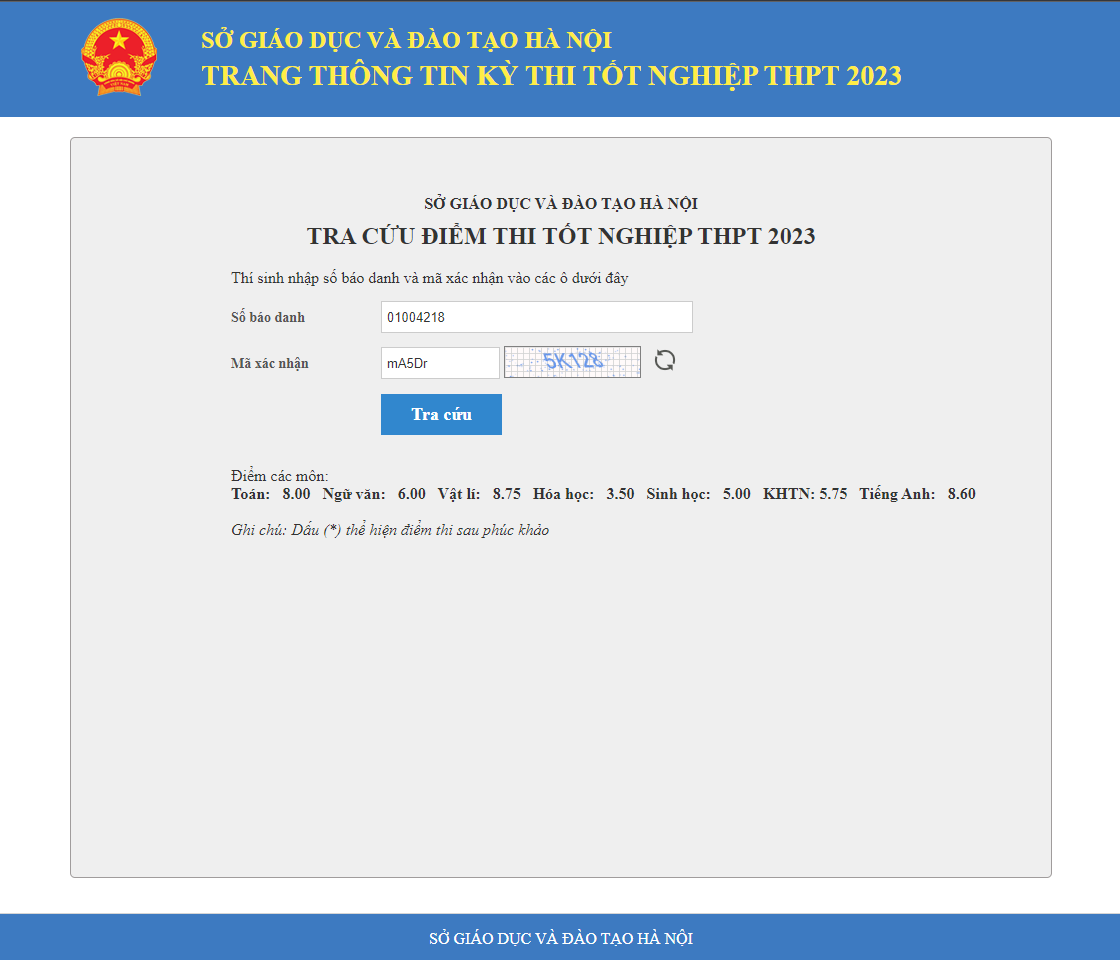 SỞ GIÁO DỤC VÀ ĐÀO TẠO HÀ NỘI
TRANG THÔNG TIN KỲ THI TỐT NGHIỆP THPT 2023
SỞ GIÁO DỤC VÀ ĐÀO TẠO HÀ NỘI
TRA CỨU ĐIỂM THI TỐT NGHIỆP THPT 2023
Thí sinh nhập số báo danh và mã xác nhận vào các ô dưới đây
Số báo danh 01004218
Mã xác nhận mA5Dr 5K128
Tra cứu
Điểm các môn:
Toán: 8.00 Ngữ văn: 6.00 Vật lí: 8.75 Hóa học: 3.50 Sinh học: 5.00 KHTN: 5.75 Tiếng Anh: 8.60
Ghi chú: Dấu (*) thể hiện điểm thi sau phúc khảo
SỞ GIÁO DỤC VÀ ĐÀO TẠO HÀ NỘI